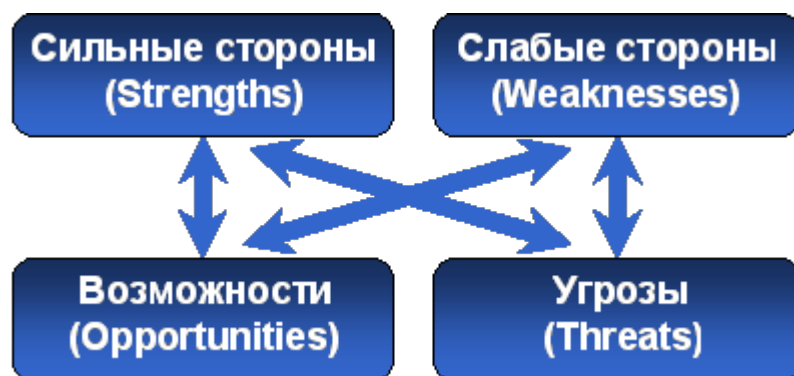 Сильные стороны
(Strengths)
Слабые стороны
(Weaknesses)
Возможности
(Opportunities)
Угрозы
(Threats)